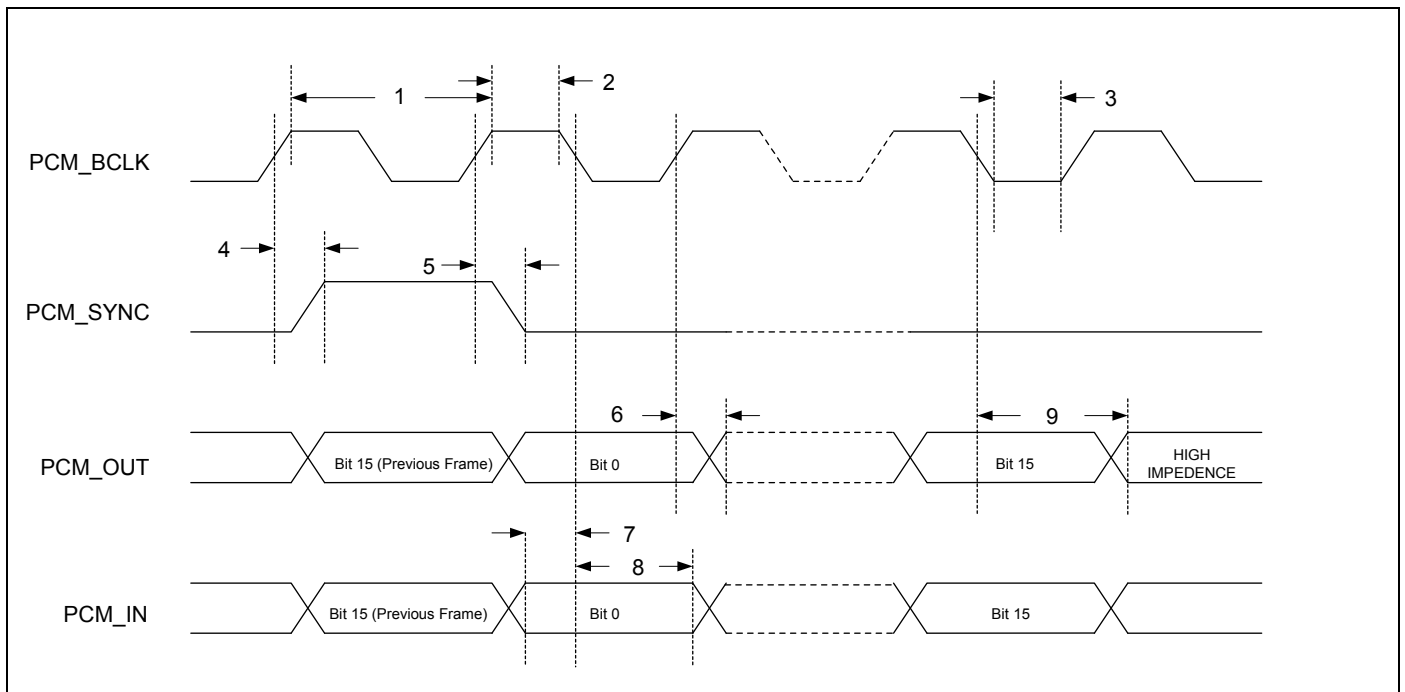 1
2
3
PCM_BCLK
4
5
PCM_SYNC
6
9
PCM_OUT
Bit 15 (Previous Frame)
Bit 0
Bit 15
HIGH
IMPEDENCE
7
8
PCM_IN
Bit 15 (Previous Frame)
Bit 0
Bit 15